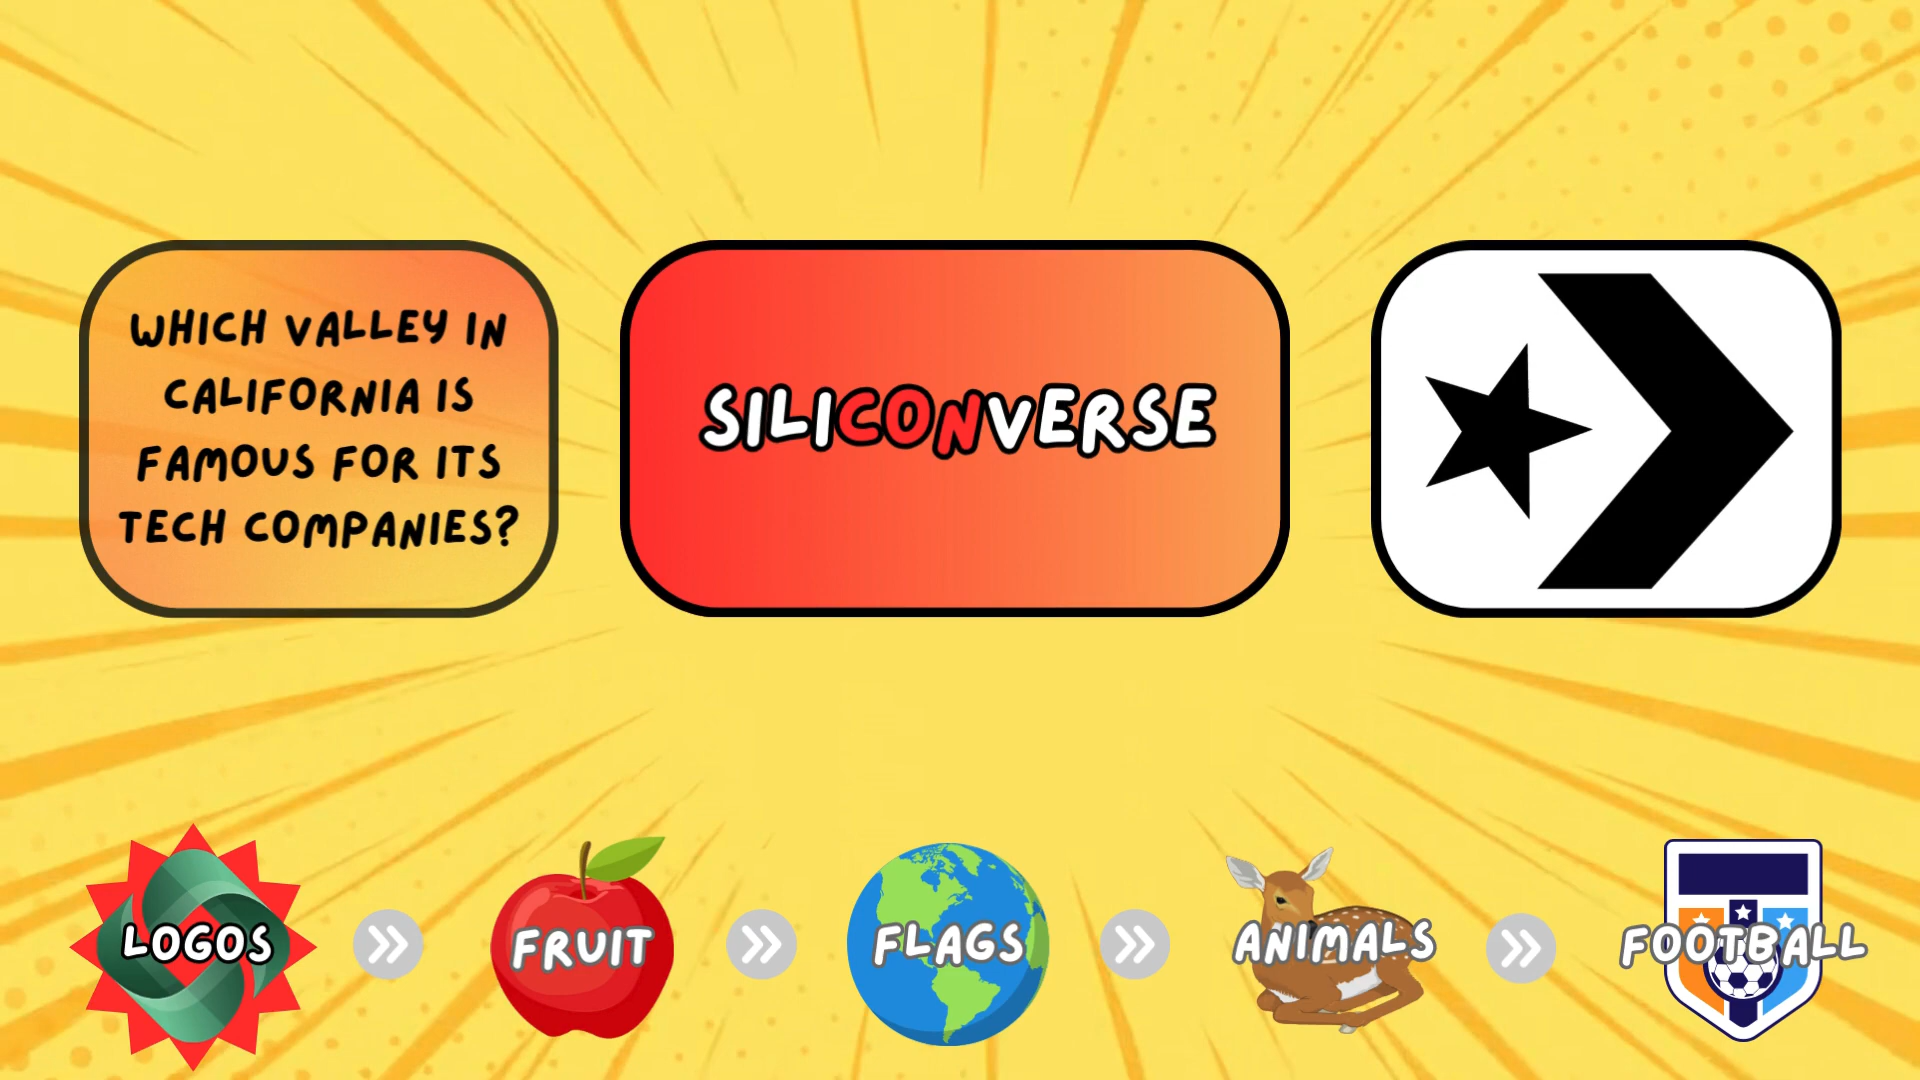 WHICH VALLEY IN
CALIFORNIA IS
FAMOUS FOR ITS
TECH COMPANIES?
SILICONVERSE
LOGOS
FRUIT
FLAGS
ANIMALS
FOOTBALL